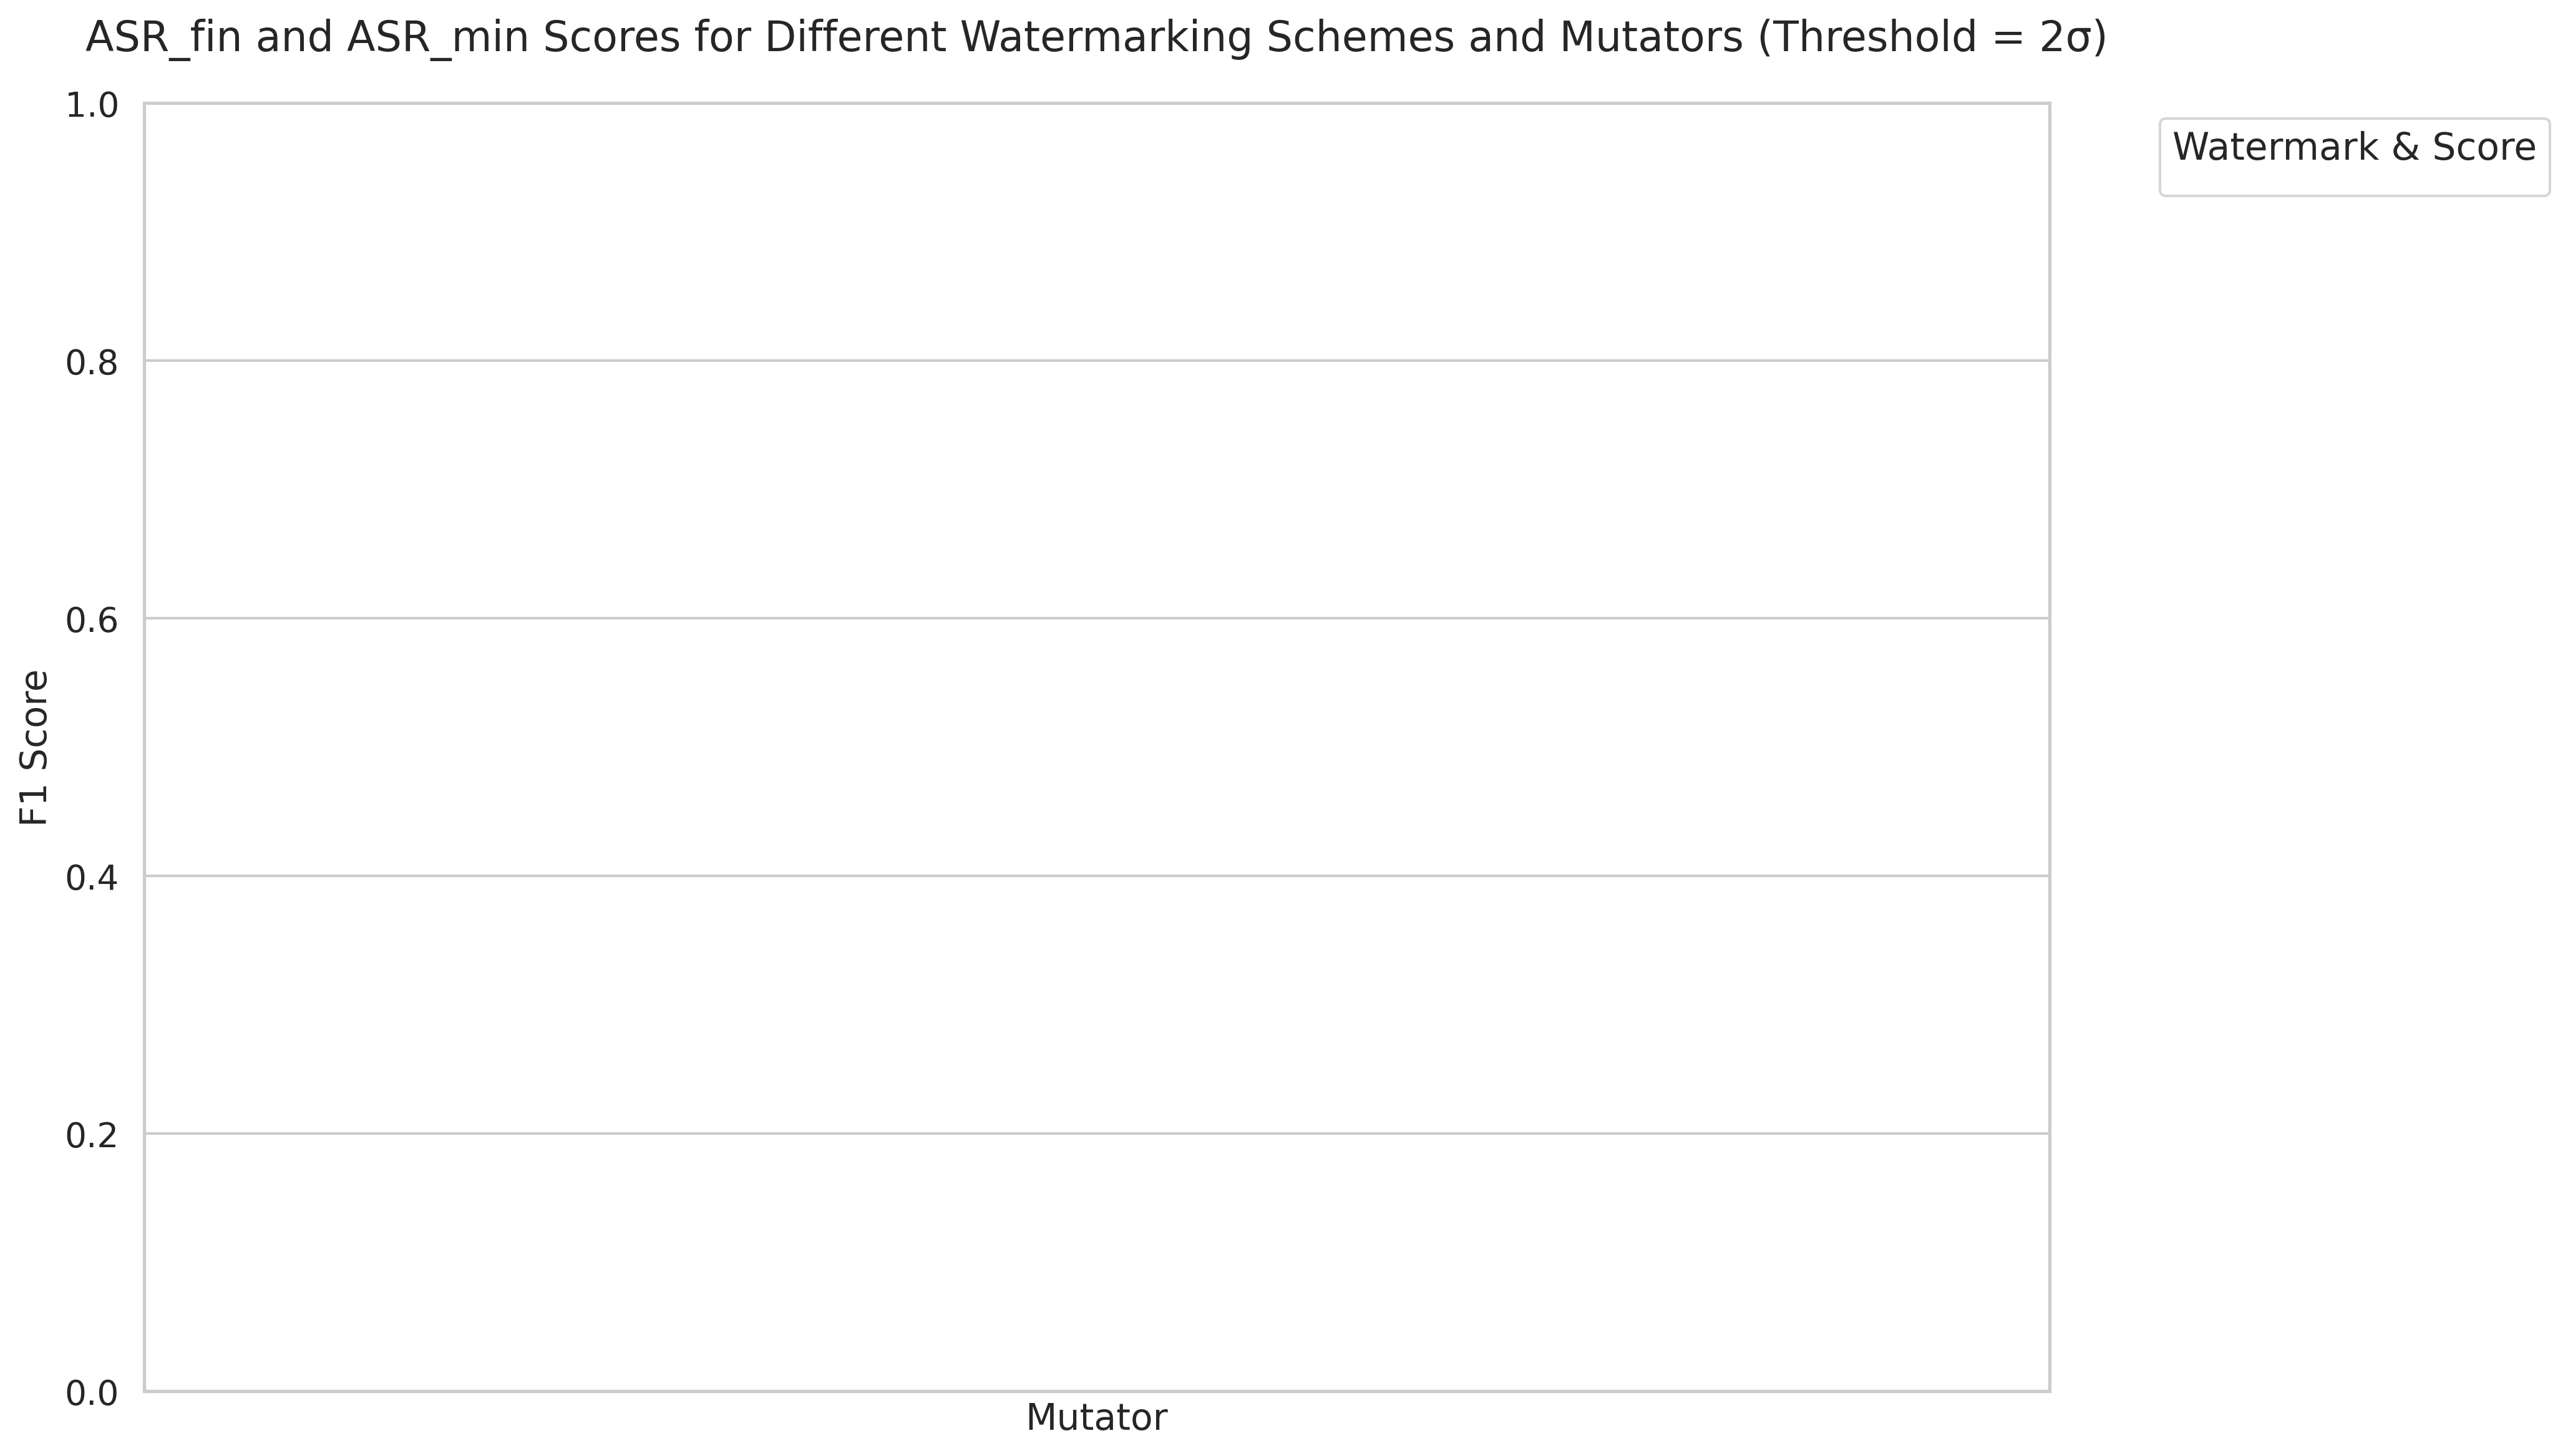 ASR_fin and ASR_min Scores for Different Watermarking Schemes and Mutators (Threshold = 2σ)
Watermark & Score
F1 Score
1.0
0.8
0.6
0.4
0.2
0.0
Mutator